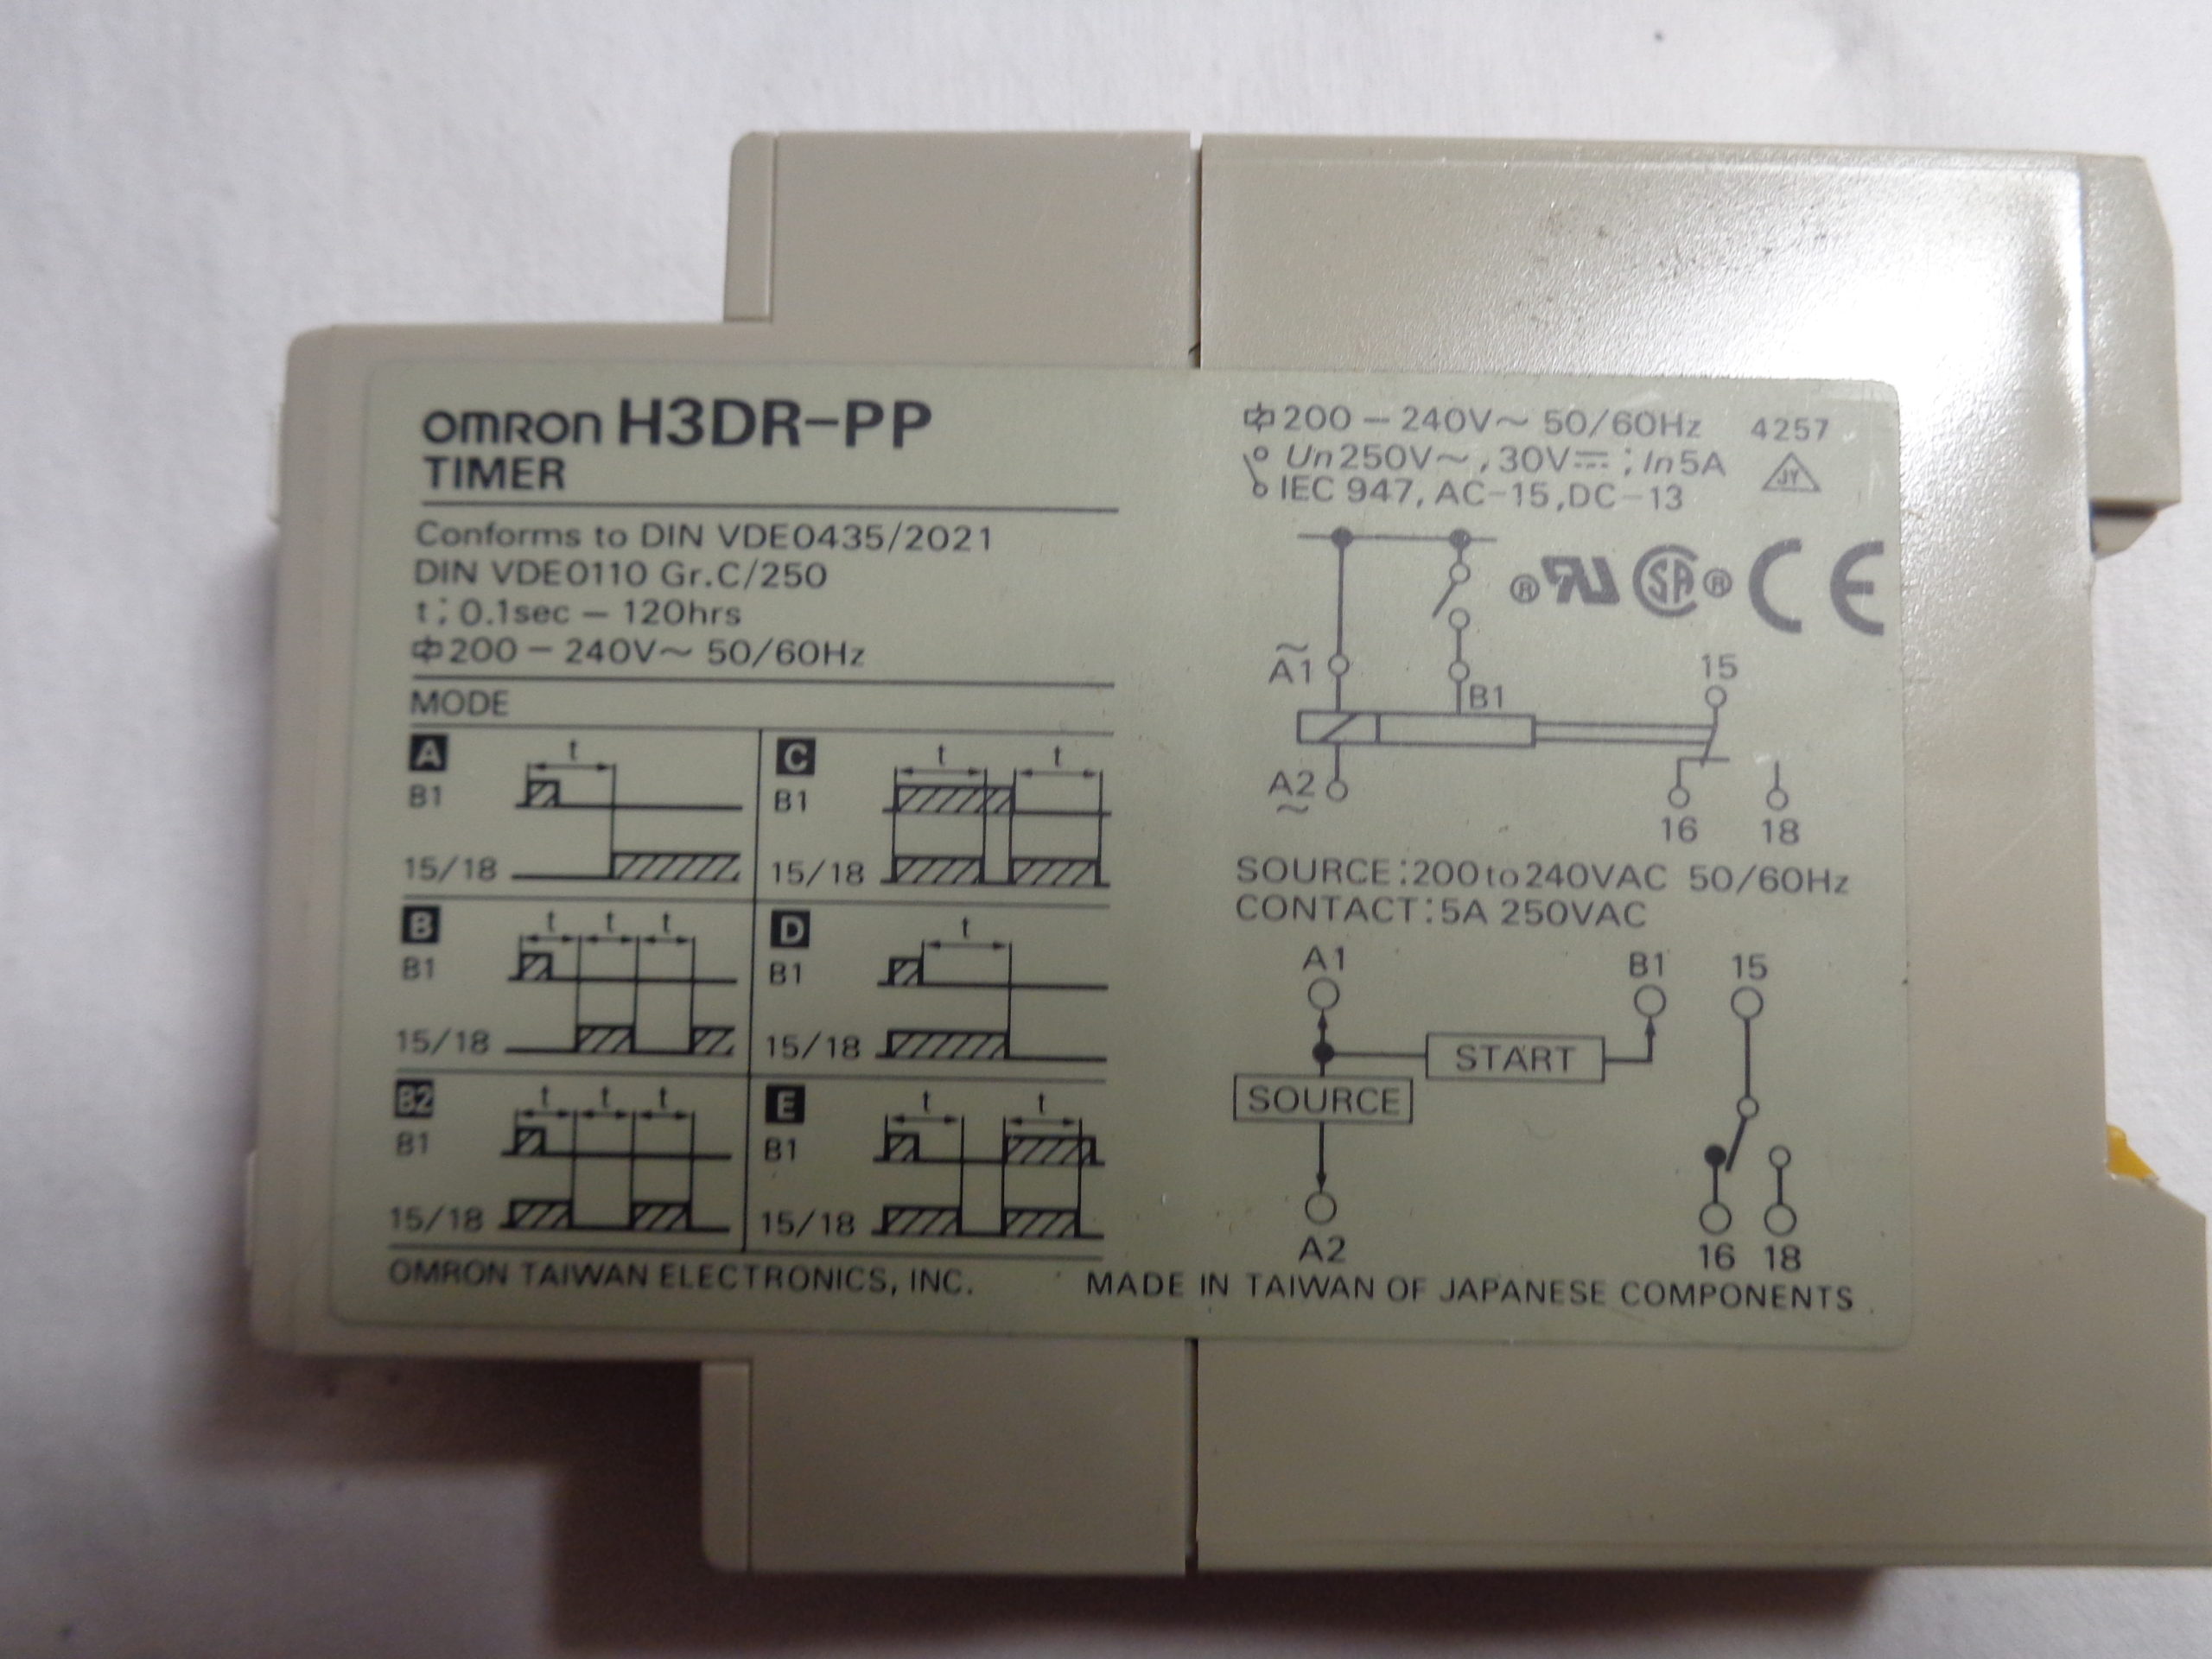 OMRON H3DR-PP
TIMER
Conforms to DIN VDE0435/2021
DIN VDE0110 Gr.C/250
t : 0.1sec – 120hrs
200 – 240V~ 50/60Hz
MODE
A
t
B1
15/18
C
t t
B1
15/18
B
t t t
B1
15/18
D
t
B1
15/18
B2
t t t
B1
15/18
E
t t
B1
15/18
OMRON TAIWAN ELECTRONICS, INC.
200 – 240V~ 50/60Hz 4257
Un250V~, 30V⎓ ; In5A
JY
IEC 947, AC-15, DC-13
® RU SA ® CE
~
A1
B1
15
A2
~
16 18
SOURCE:200to240VAC 50/60Hz
CONTACT:5A 250VAC
A1 B1 15
START
SOURCE
A2 16 18
MADE IN TAIWAN OF JAPANESE COMPONENTS